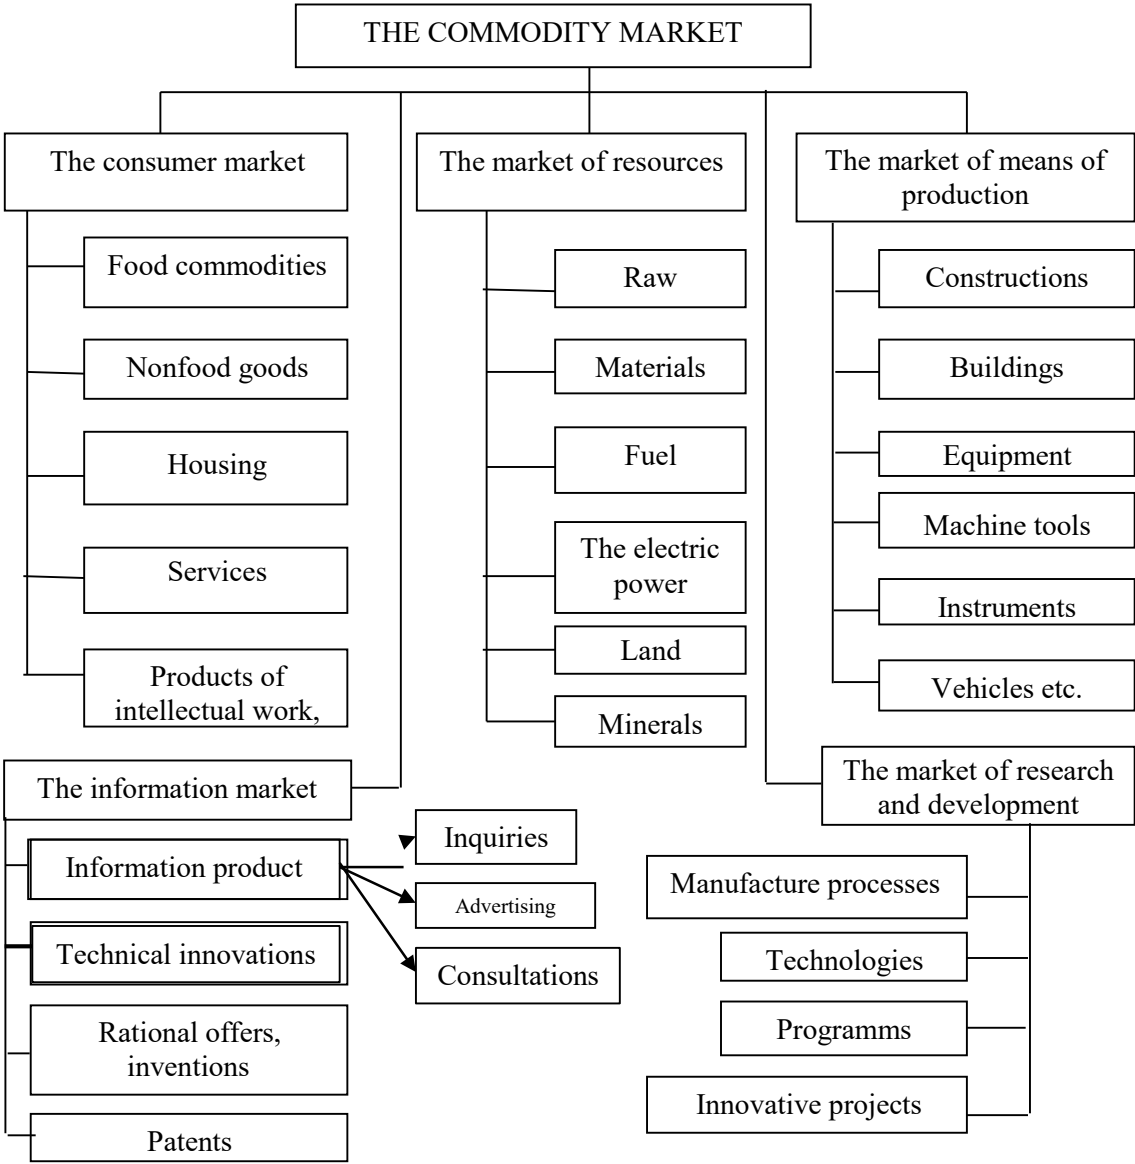 THE COMMODITY MARKET
The consumer market
Food commodities
Nonfood goods
Housing
Services
Products of
intellectual work,
The market of resources
Raw
Materials
Fuel
The electric
power
Land
Minerals
The market of means of
production
Constructions
Buildings
Equipment
Machine tools
Instruments
Vehicles etc.
The information market
Information product
Inquiries
Advertising
Consultations
Technical innovations
Rational offers,
inventions
Patents
The market of research
and development
Manufacture processes
Technologies
Programms
Innovative projects